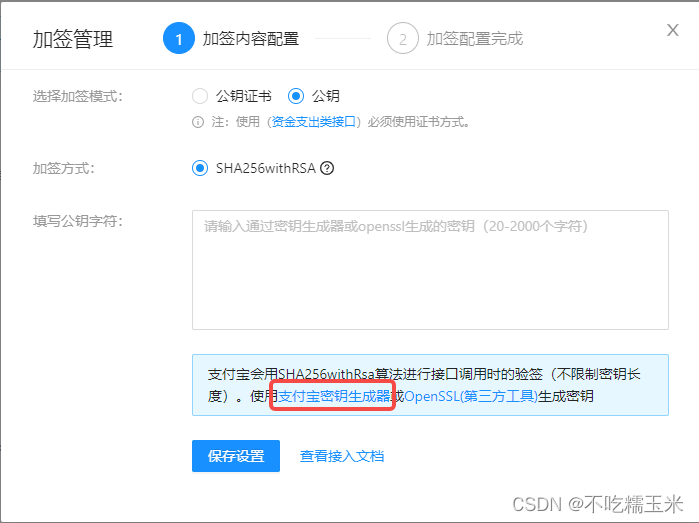 加签管理
1 加签内容配置
2 加签配置完成
X
选择加签模式：
公钥证书 公钥
注：使用（资金支出类接口）必须使用证书方式。
加签方式：
SHA256withRSA ?
填写公钥字符：
请输入通过密钥生成器或openssl生成的密钥（20-2000个字符）
支付宝会用SHA256withRsa算法进行接口调用时的验签（不限制密钥长
度）。使用支付宝密钥生成器或OpenSSL(第三方工具)生成密钥
保存设置 查看接入文档
CSDN @不吃糯玉米